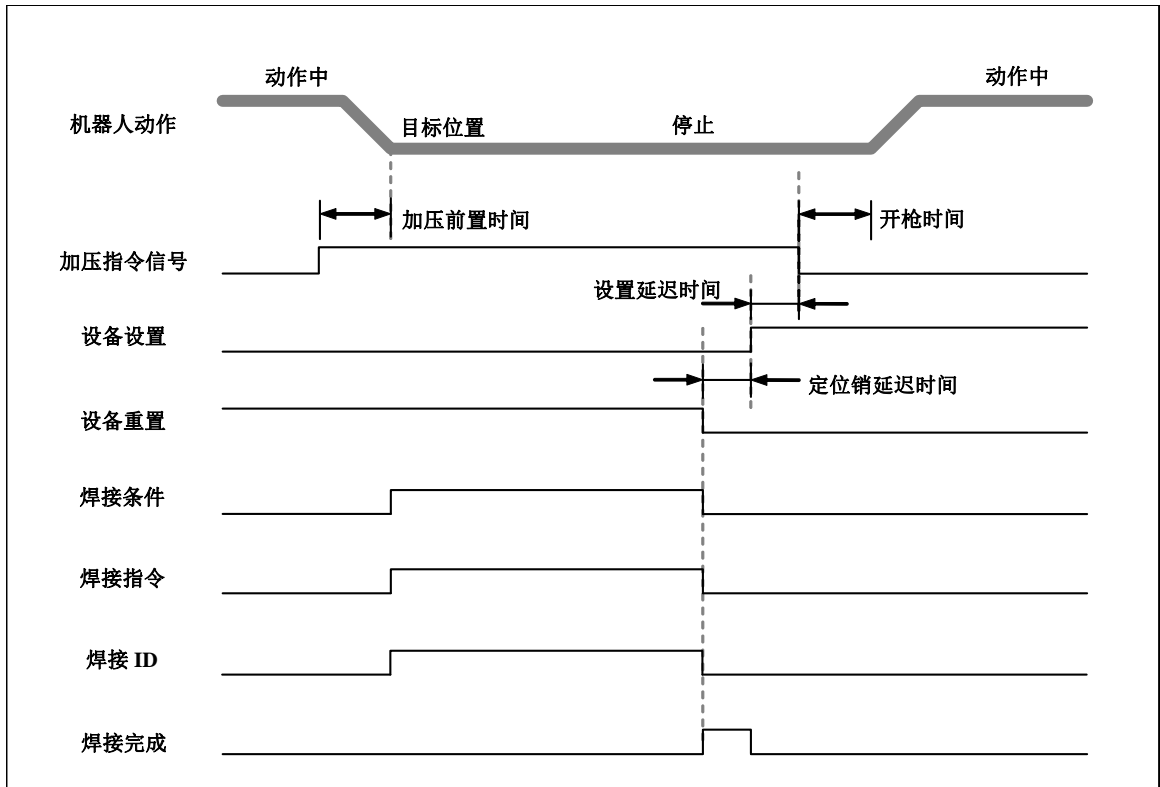 动作中
动作中
机器人动作
目标位置
停止
加压前置时间
开枪时间
加压指令信号
设置延迟时间
设备设置
定位销延迟时间
设备重置
焊接条件
焊接指令
焊接 ID
焊接完成